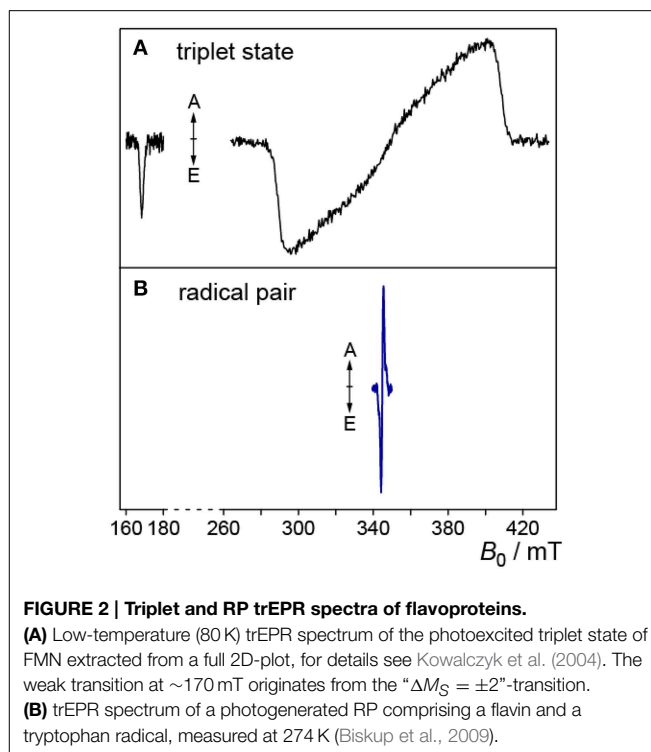 A triplet state
A
E
B radical pair
A
E
160 180 260 300 340 380 420
B0 / mT
FIGURE 2 | Triplet and RP trEPR spectra of flavoproteins.
(A) Low-temperature (80 K) trEPR spectrum of the photoexcited triplet state of
FMN extracted from a full 2D-plot, for details see Kowalczyk et al. (2004). The
weak transition at ~170 mT originates from the “ΔMS = ±2”-transition.
(B) trEPR spectrum of a photogenerated RP comprising a flavin and a
tryptophan radical, measured at 274 K (Biskup et al., 2009).